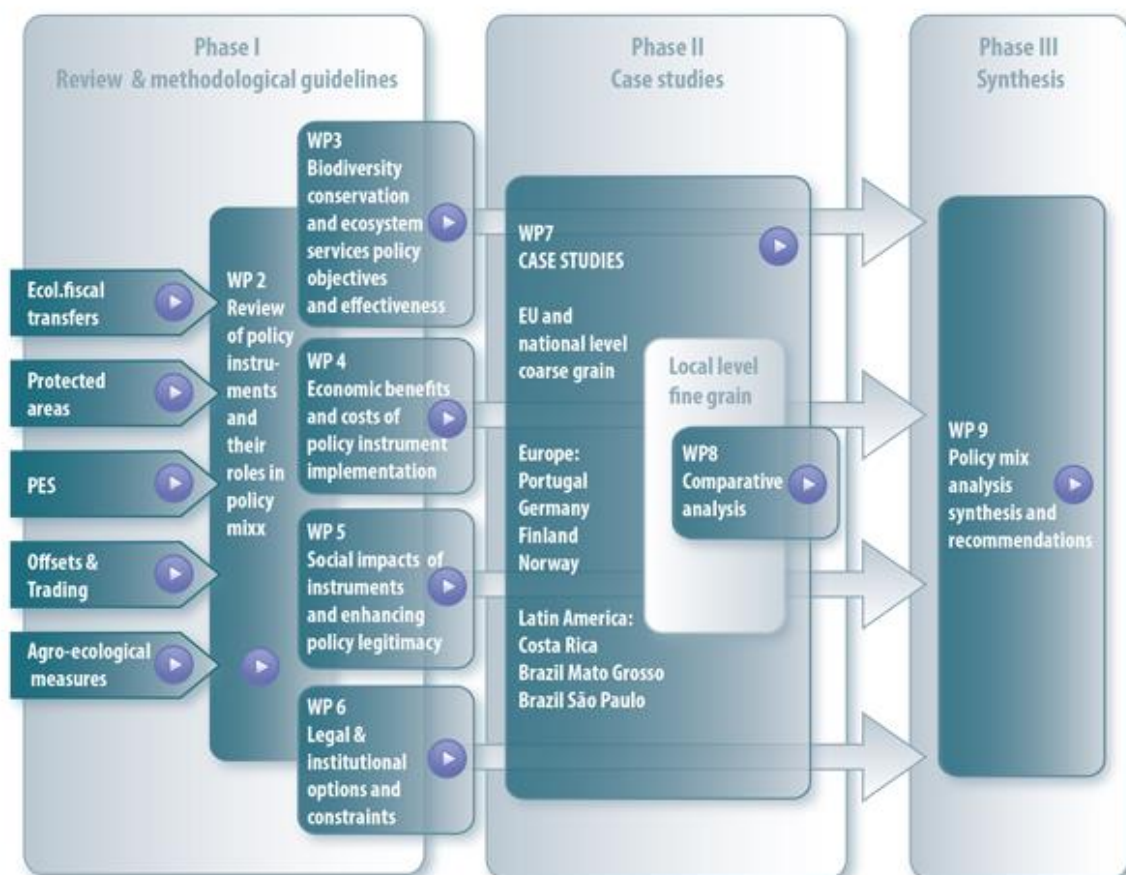 Phase I
Review & methodological guidelines
Ecol.fiscal
transfers
Protected
areas
PES
Offsets &
Trading
Agro-ecological
measures
WP 2
Review
of policy
instru-
ments
and
their
roles in
policy
mixx
WP3
Biodiversity
conservation
and ecosystem
services policy
objectives
and effectiveness
WP 4
Economic benefits
and costs of
policy instrument
implementation
WP 5
Social impacts of
instruments
and enhancing
policy legitimacy
WP 6
Legal &
institutional
options and
constraints
Phase II
Case studies
WP7
CASE STUDIES
EU and
national level
coarse grain
Europe:
Portugal
Germany
Finland
Norway
Latin America:
Costa Rica
Brazil Mato Grosso
Brazil São Paulo
Local level
fine grain
WP8
Comparative
analysis
Phase III
Synthesis
WP 9
Policy mix
analysis
synthesis and
recommendations